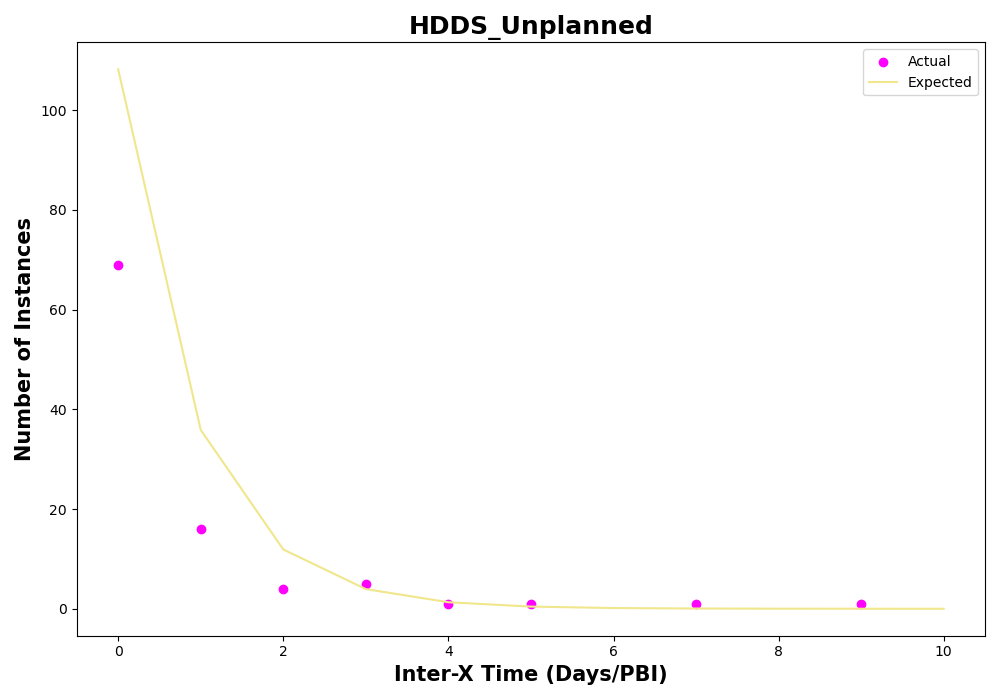 HDDS_Unplanned
Actual
Expected
Number of Instances
100
80
60
40
20
0
0
2
4
6
8
10
Inter-X Time (Days/PBI)